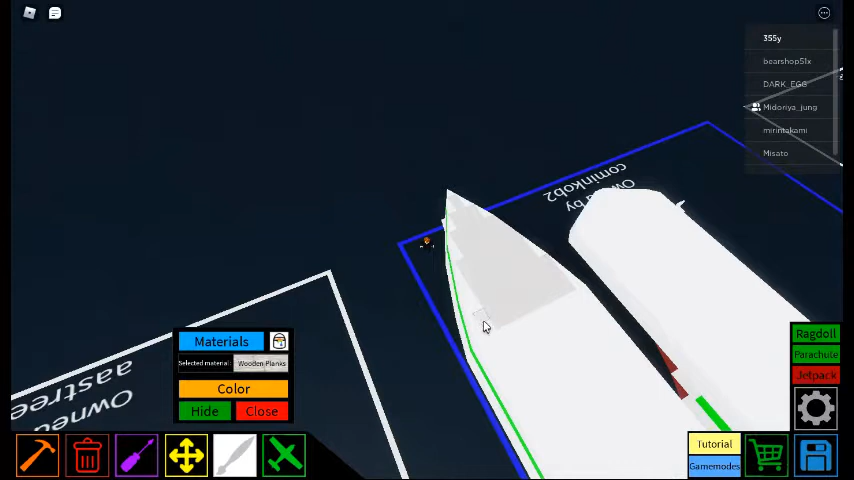 355y
bearshop51x
DARK_EGG
Midoriya_jung
mirintakami
Misato
Owned by
cominkob2
Owned
aastree
Materials
Selected material:
Wooden Planks
Color
Hide
Close
Ragdoll
Parachute
Jetpack
Tutorial
Gamemodes